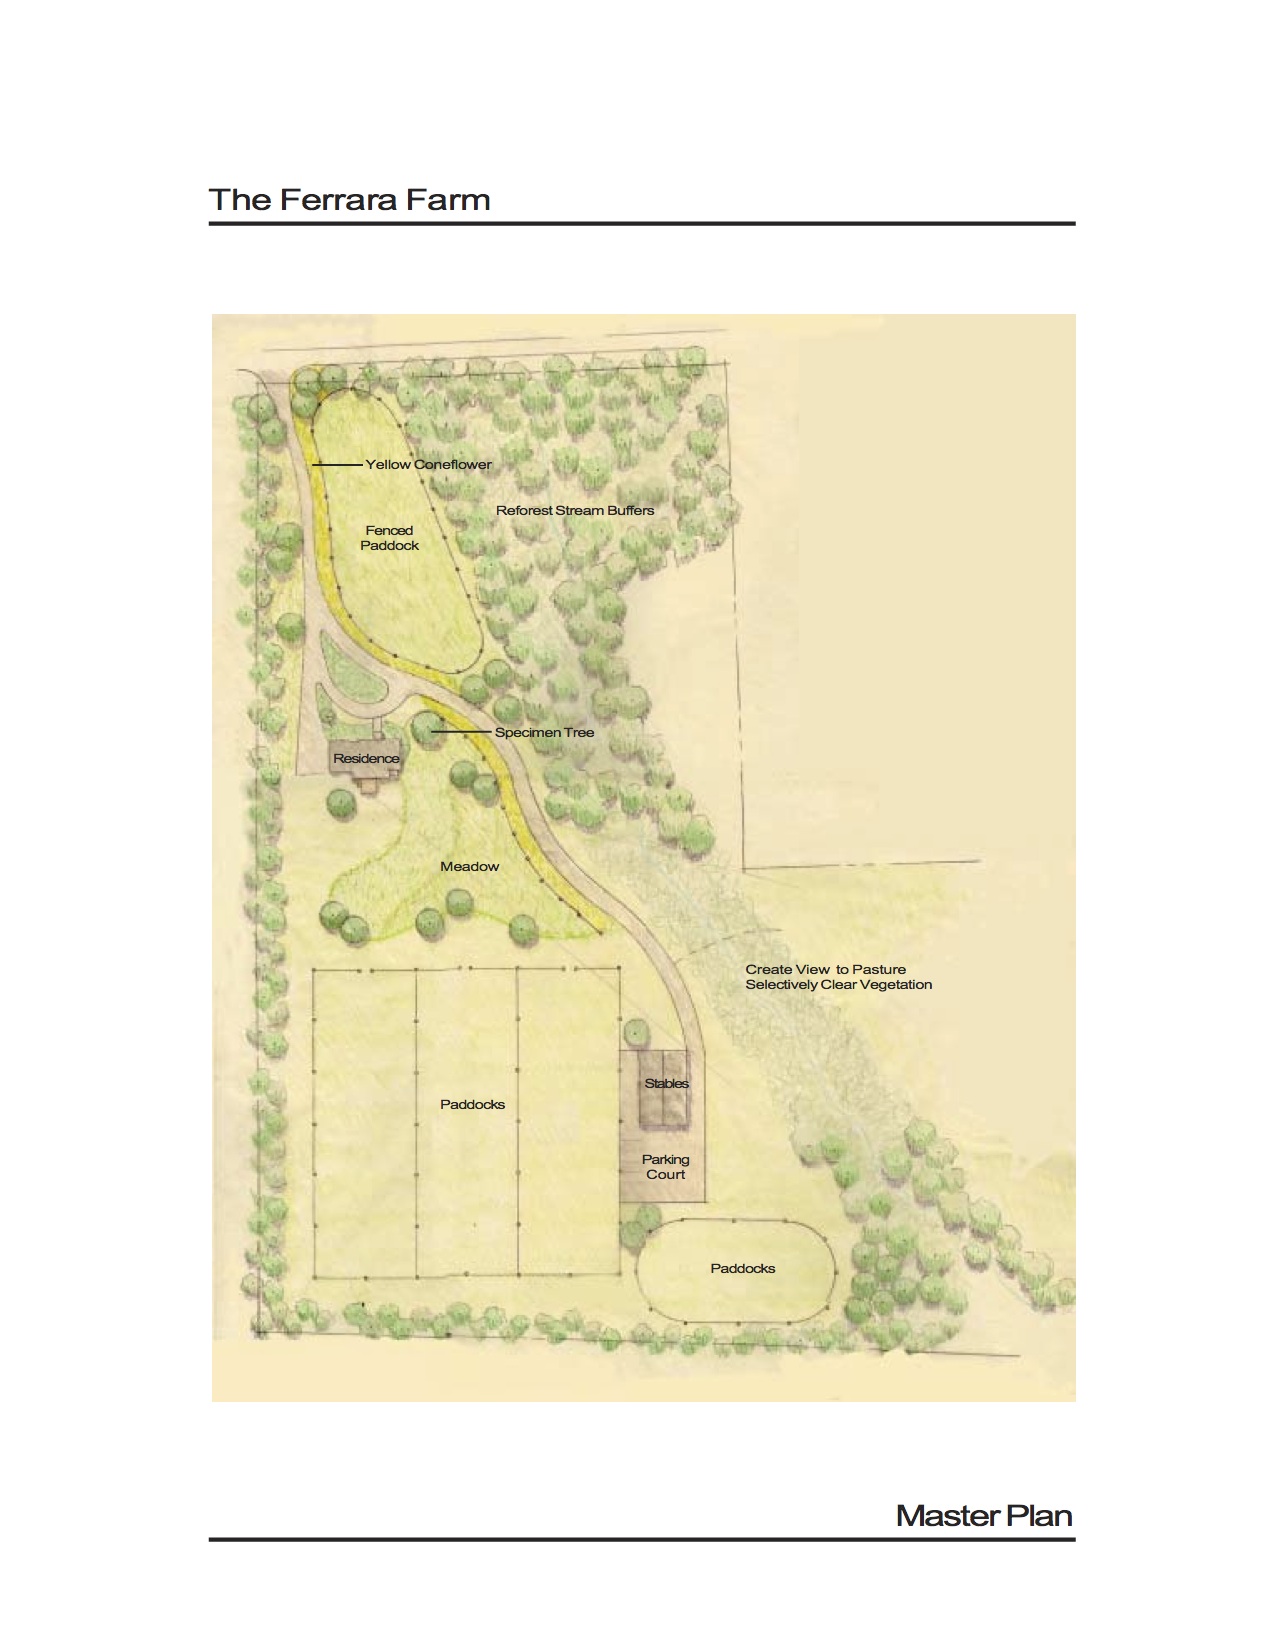 The Ferrara Farm
Yellow Coneflower
Reforest Stream Buffers
Fenced
Paddock
Specimen Tree
Residence
Meadow
Create View to Pasture
Selectively Clear Vegetation
Stables
Paddocks
Parking
Court
Paddocks
Master Plan